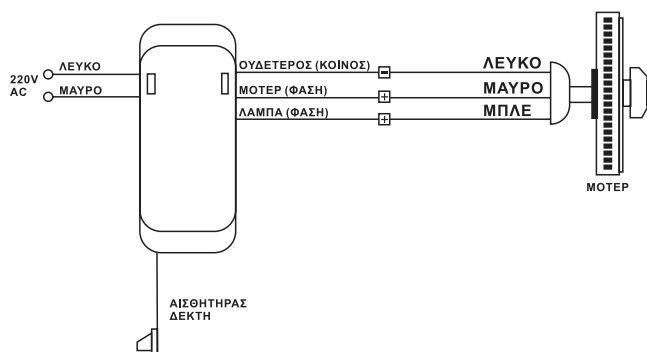 220V
AC
ΛΕΥΚΟ
ΜΑΥΡΟ
ΟΥΔΕΤΕΡΟΣ (ΚΟΙΝΟΣ)
ΜΟΤΕΡ (ΦΑΣΗ)
ΛΑΜΠΑ (ΦΑΣΗ)
ΛΕΥΚΟ
ΜΑΥΡΟ
ΜΠΛΕ
ΜΟΤΕΡ
ΑΙΣΘΗΤΗΡΑΣ
ΔΕΚΤΗ